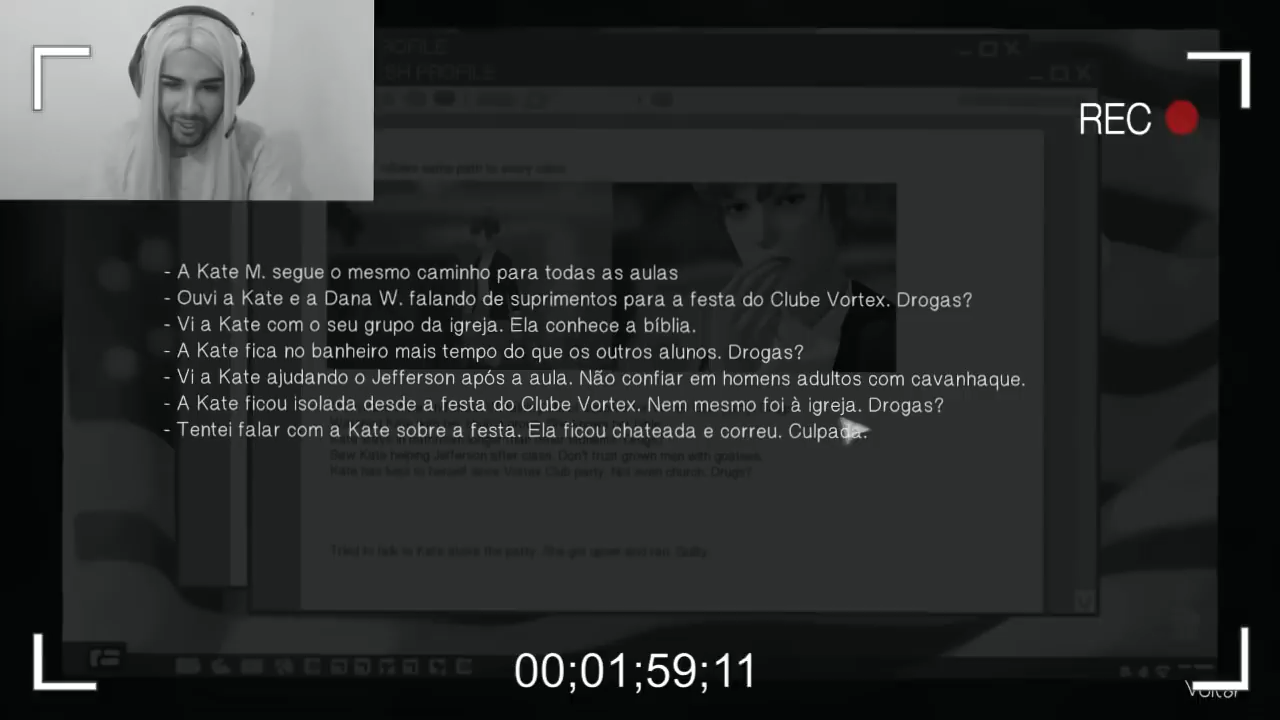 OFILE
SH PROFILE
REC
- A Kate M. segue o mesmo caminho para todas as aulas
- Ouvi a Kate e a Dana W. falando de suprimentos para a festa do Clube Vortex. Drogas?
- Vi a Kate com o seu grupo da igreja. Ela conhece a bíblia.
- A Kate fica no banheiro mais tempo do que os outros alunos. Drogas?
- Vi a Kate ajudando o Jefferson após a aula. Não confiar em homens adultos com cavanhaque.
- A Kate ficou isolada desde a festa do Clube Vortex. Nem mesmo foi à igreja. Drogas?
- Tentei falar com a Kate sobre a festa. Ela ficou chateada e correu. Culpada.
Saw Kate helping Jefferson after class. Don't trust grown men with goatees.
Kate has kept to herself since Vortex Club party. Not even church. Drugs?
Tried to talk to Kate about the party. She got upset and ran. Guilty.
00;01;59;11
Voltar